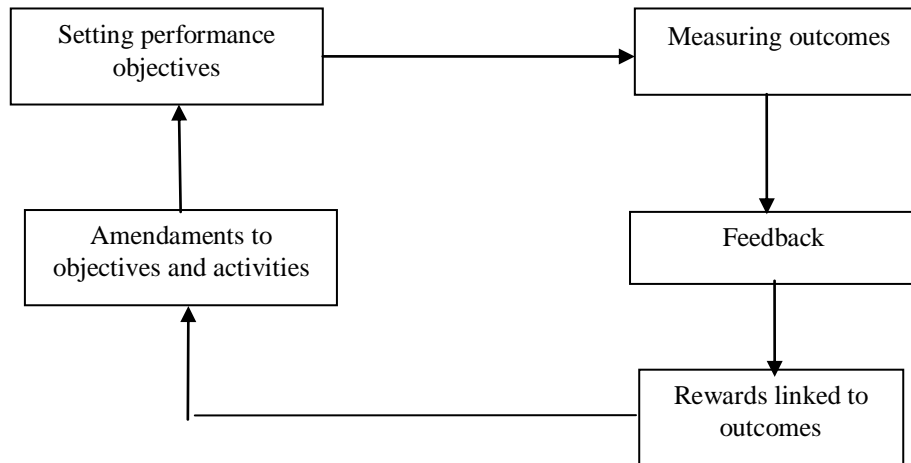 Setting performance
objectives
Measuring outcomes
Amendaments to
objectives and activities
Feedback
Rewards linked to
outcomes